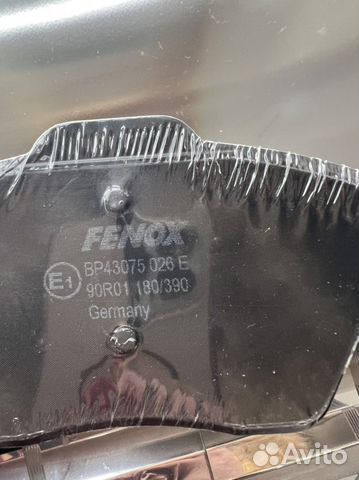 FENOX
BP43075 026 E
E1
90R01 180/390
Germany
Avito